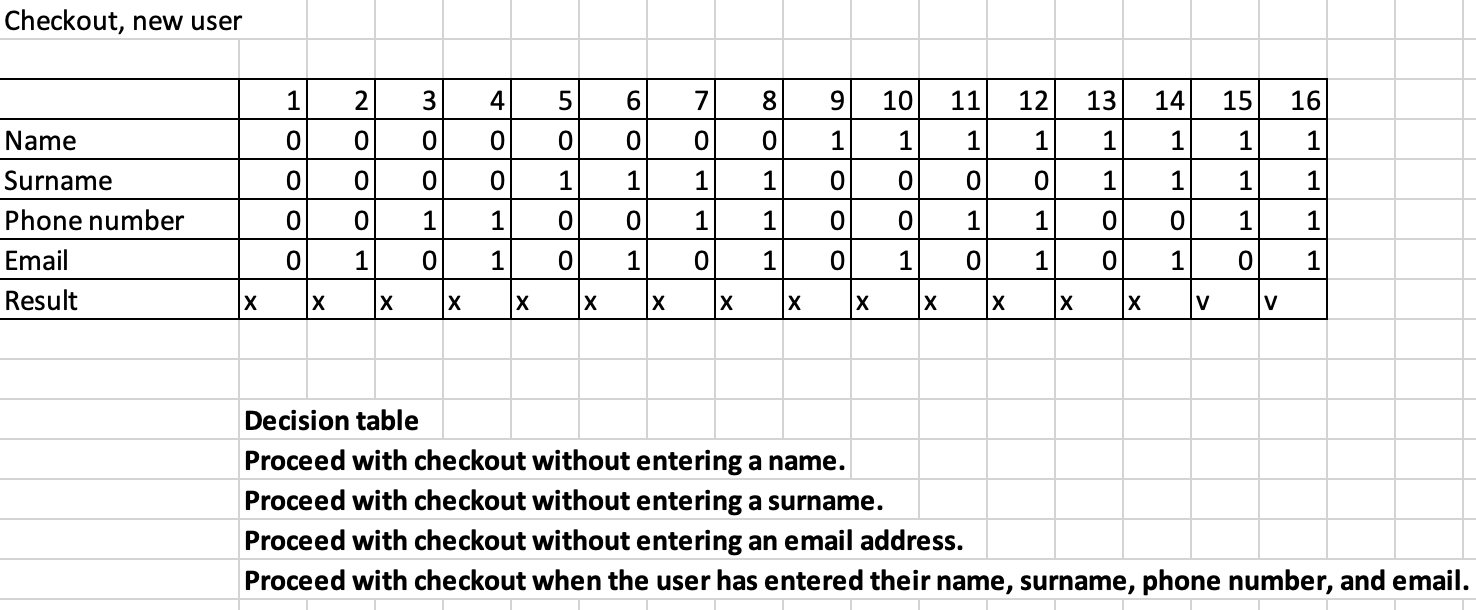 Checkout, new user
1 2 3 4 5 6 7 8 9 10 11 12 13 14 15 16
Name 0 0 0 0 0 0 0 0 1 1 1 1 1 1 1 1
Surname 0 0 0 0 1 1 1 1 0 0 0 0 1 1 1 1
Phone number 0 0 1 1 0 0 1 1 0 0 1 1 0 0 1 1
Email 0 1 0 1 0 1 0 1 0 1 0 1 0 1 0 1
Result x x x x x x x x x x x x x x v v
Decision table
Proceed with checkout without entering a name.
Proceed with checkout without entering a surname.
Proceed with checkout without entering an email address.
Proceed with checkout when the user has entered their name, surname, phone number, and email.